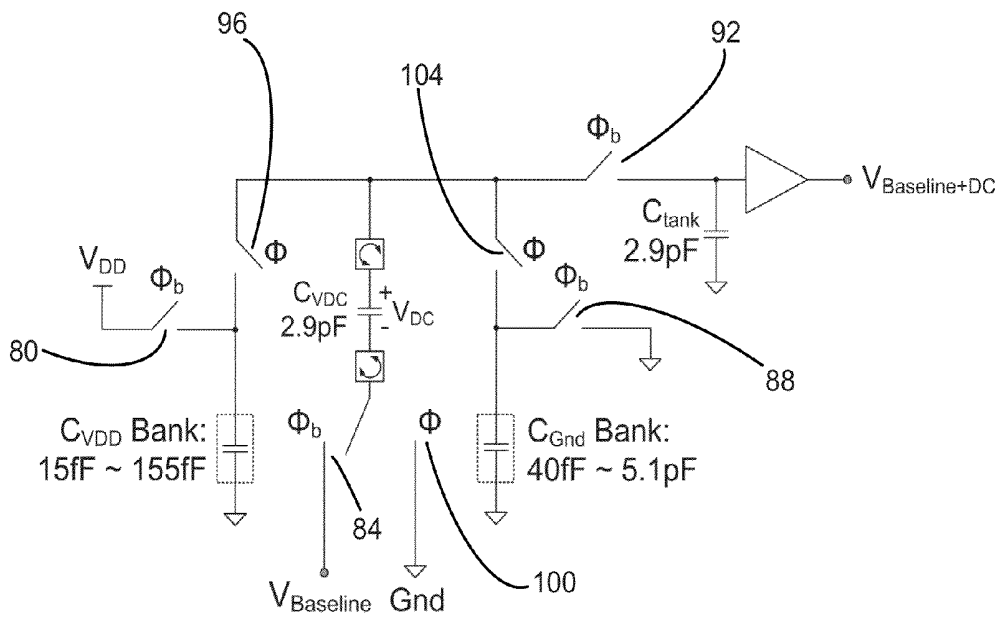 96
92
104
Φb
VBaseline+DC
Ctank
2.9pF
Φ
Φ
VDD
Φb
CVDC
2.9pF
+
VDC
-
Φb
80
88
CVDD Bank:
15fF ~ 155fF
Φb
Φ
CGnd Bank:
40fF ~ 5.1pF
84
100
VBaseline
Gnd